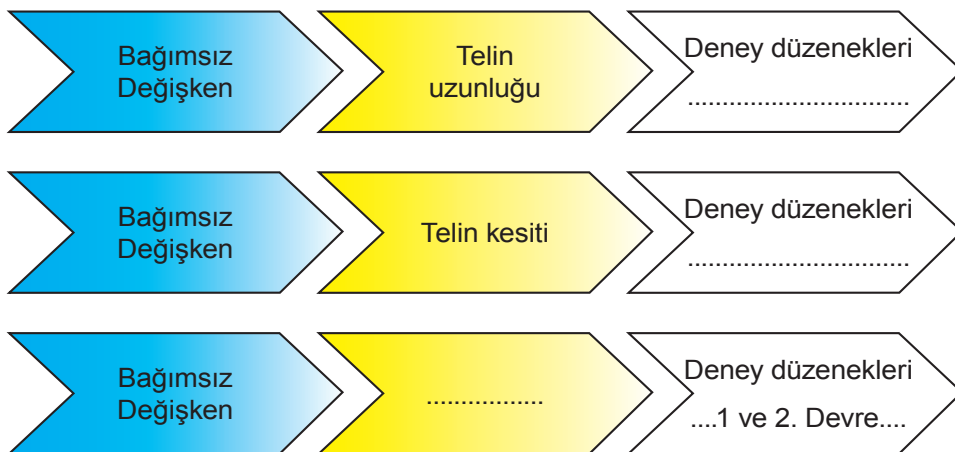 Bağımsız
Değişken
Telin
uzunluğu
Deney düzenekleri
................................
Bağımsız
Değişken
Telin kesiti
Deney düzenekleri
................................
Bağımsız
Değişken
.................
Deney düzenekleri
....1 ve 2. Devre....